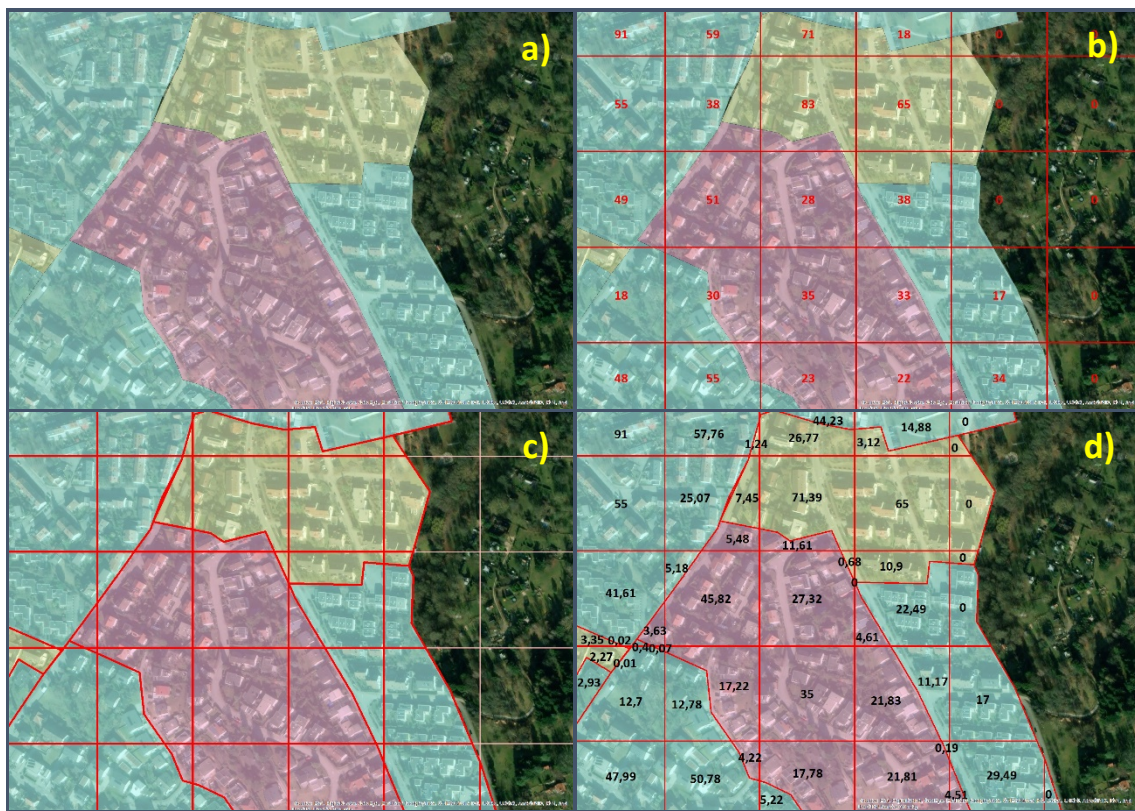 a)
b)
91 59 71 18 0 0
55 38 83 65 0 0
49 51 28 38 0 0
18 30 35 33 17 0
48 55 23 22 34 0
c)
d)
44,23 14,88 0
91 57,76 1,24 26,77 3,12 0
55 25,07 7,45 71,39 65 0
5,48 11,61
5,18 0,68 10,9 0
0
41,61 45,82 27,32 22,49 0
3,63 4,61
3,35 0,02 0,4 0,07
2,27 0,01
2,93 17,22 11,17
12,7 12,78 35 21,83 17
4,22 0,19
47,99 50,78 17,78 21,81 29,49
5,22 4,51 0